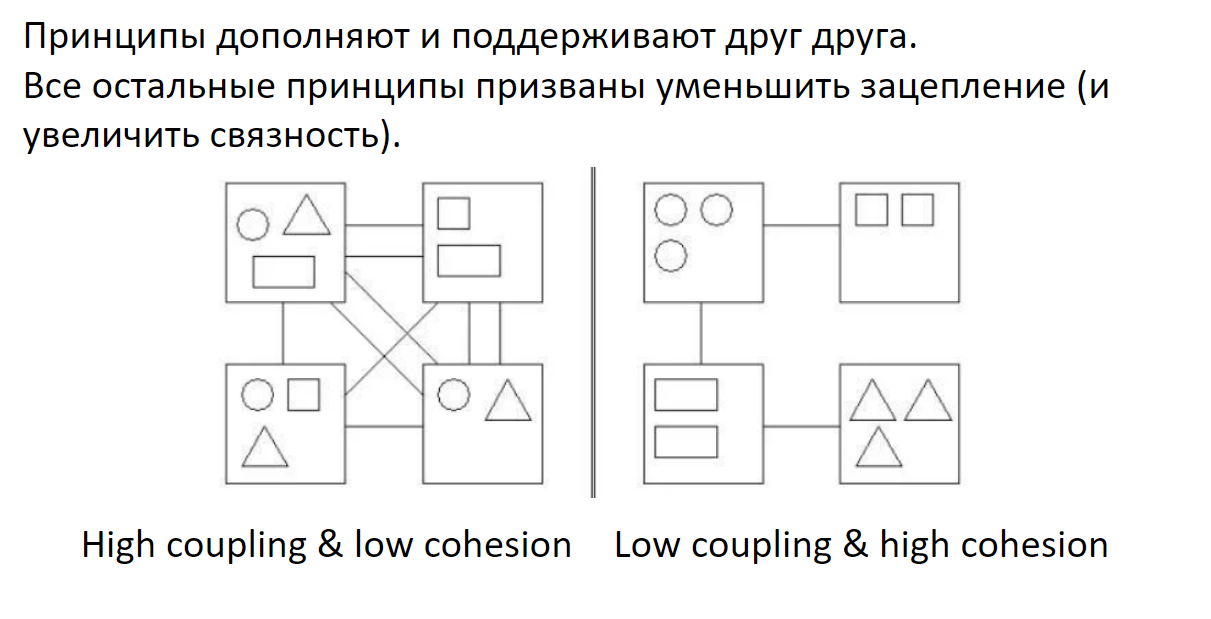 Принципы дополняют и поддерживают друг друга.
Все остальные принципы призваны уменьшить зацепление (и
увеличить связность).
High coupling & low cohesion
Low coupling & high cohesion